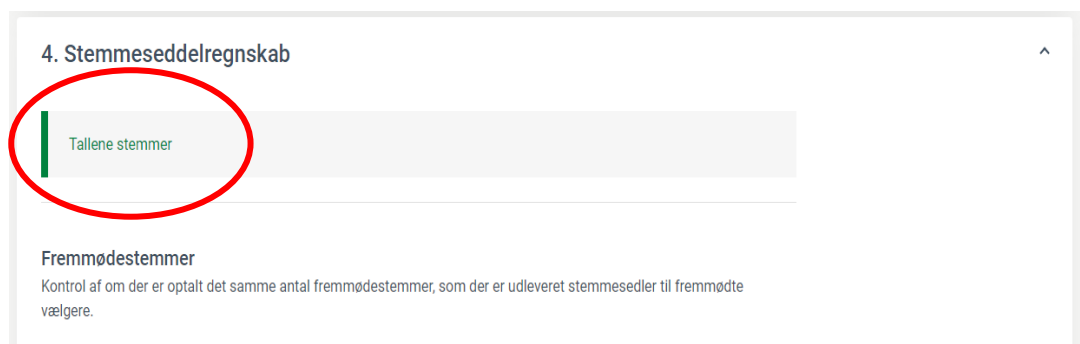 4. Stemmeseddelregnskab
Tallene stemmer
Fremmødestemmer
Kontrol af om der er optalt det samme antal fremmødestemmer, som der er udleveret stemmesedler til fremmødte
vælgere.